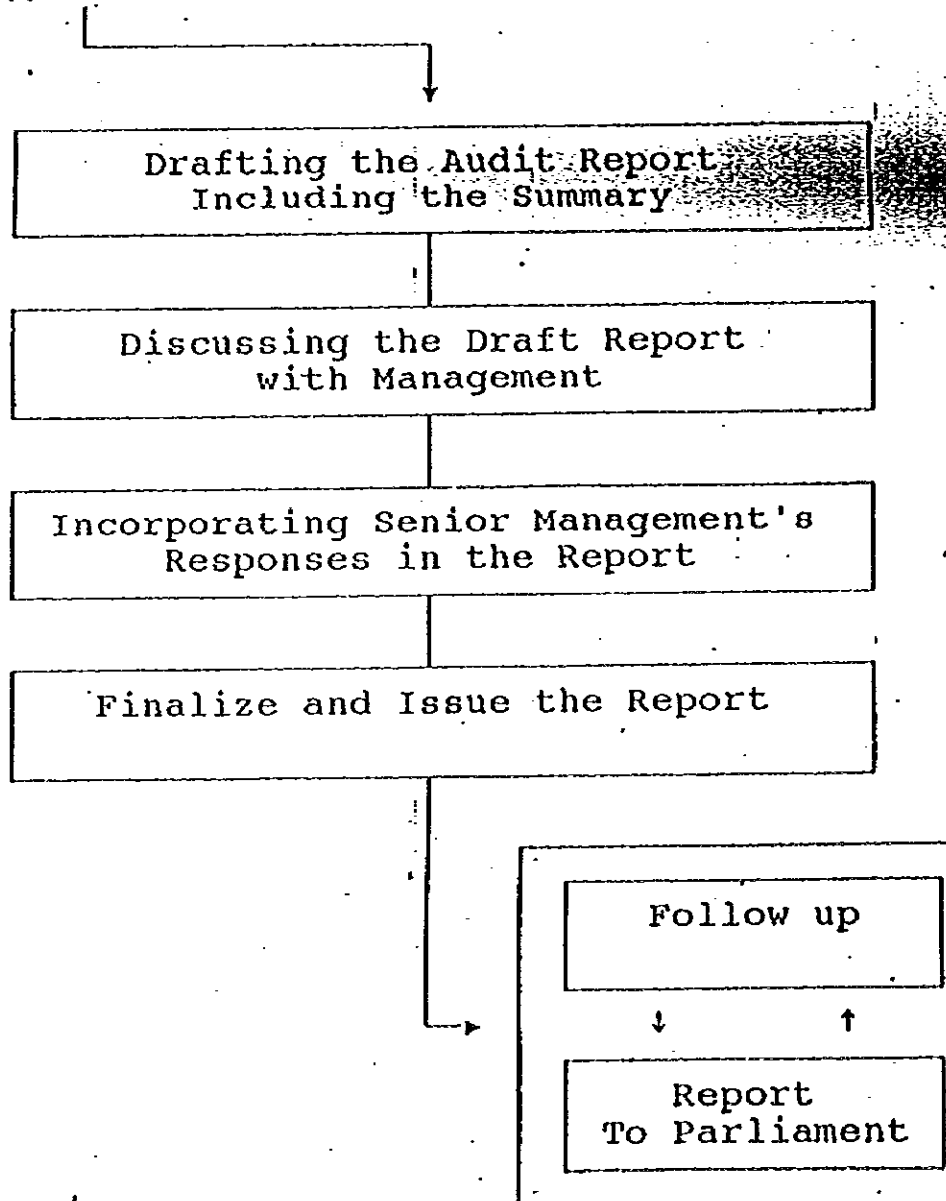 Drafting the Audit Report
Including the Summary
Discussing the Draft Report
with Management
Incorporating Senior Management's
Responses in the Report
Finalize and Issue the Report
Follow up
Report
To Parliament